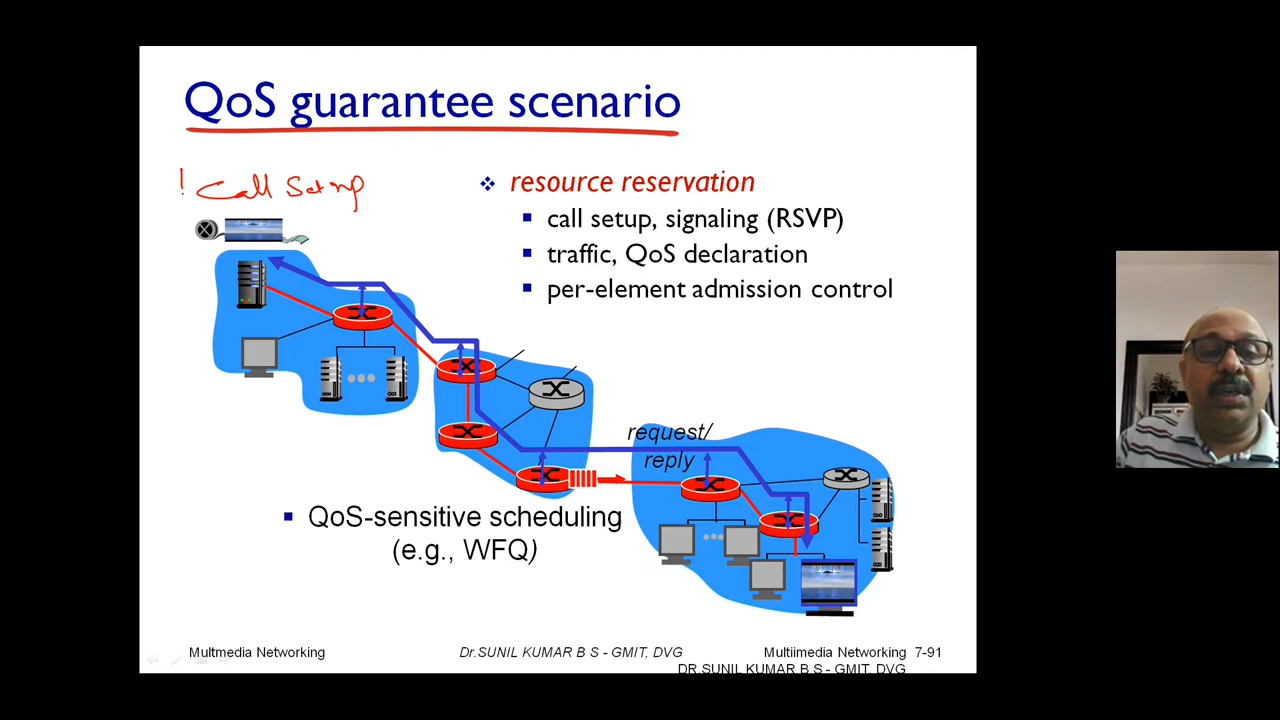 QoS guarantee scenario
! Call Setup
❖ resource reservation
▪ call setup, signaling (RSVP)
▪ traffic, QoS declaration
▪ per-element admission control
request/
reply
▪ QoS-sensitive scheduling
(e.g., WFQ)
Multmedia Networking
Dr.SUNIL KUMAR B S - GMIT, DVG
Multiimedia Networking 7-91
DR.SUNIL KUMAR B S - GMIT, DVG